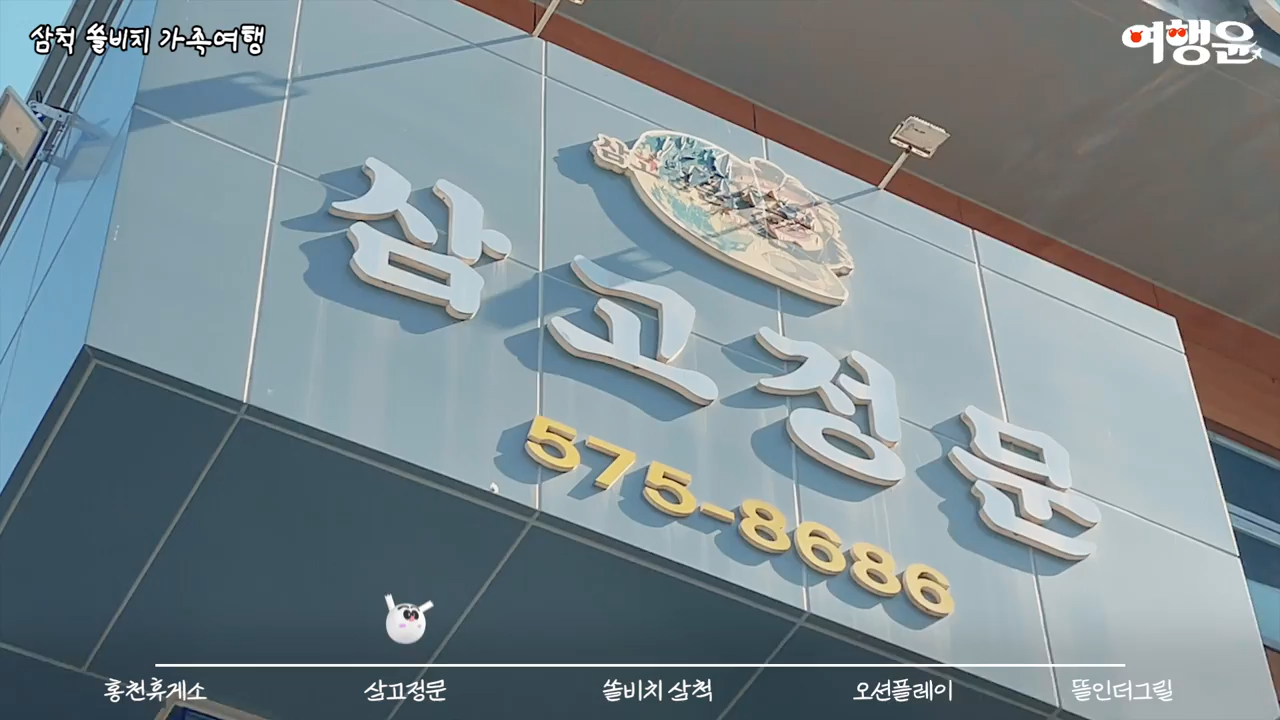 삼척 쏠비치 가족여행
여행윤
삼고정문
575-8686
홍천휴게소
삼고정문
쏠비치 삼척
오션플레이
뜰인더그릴